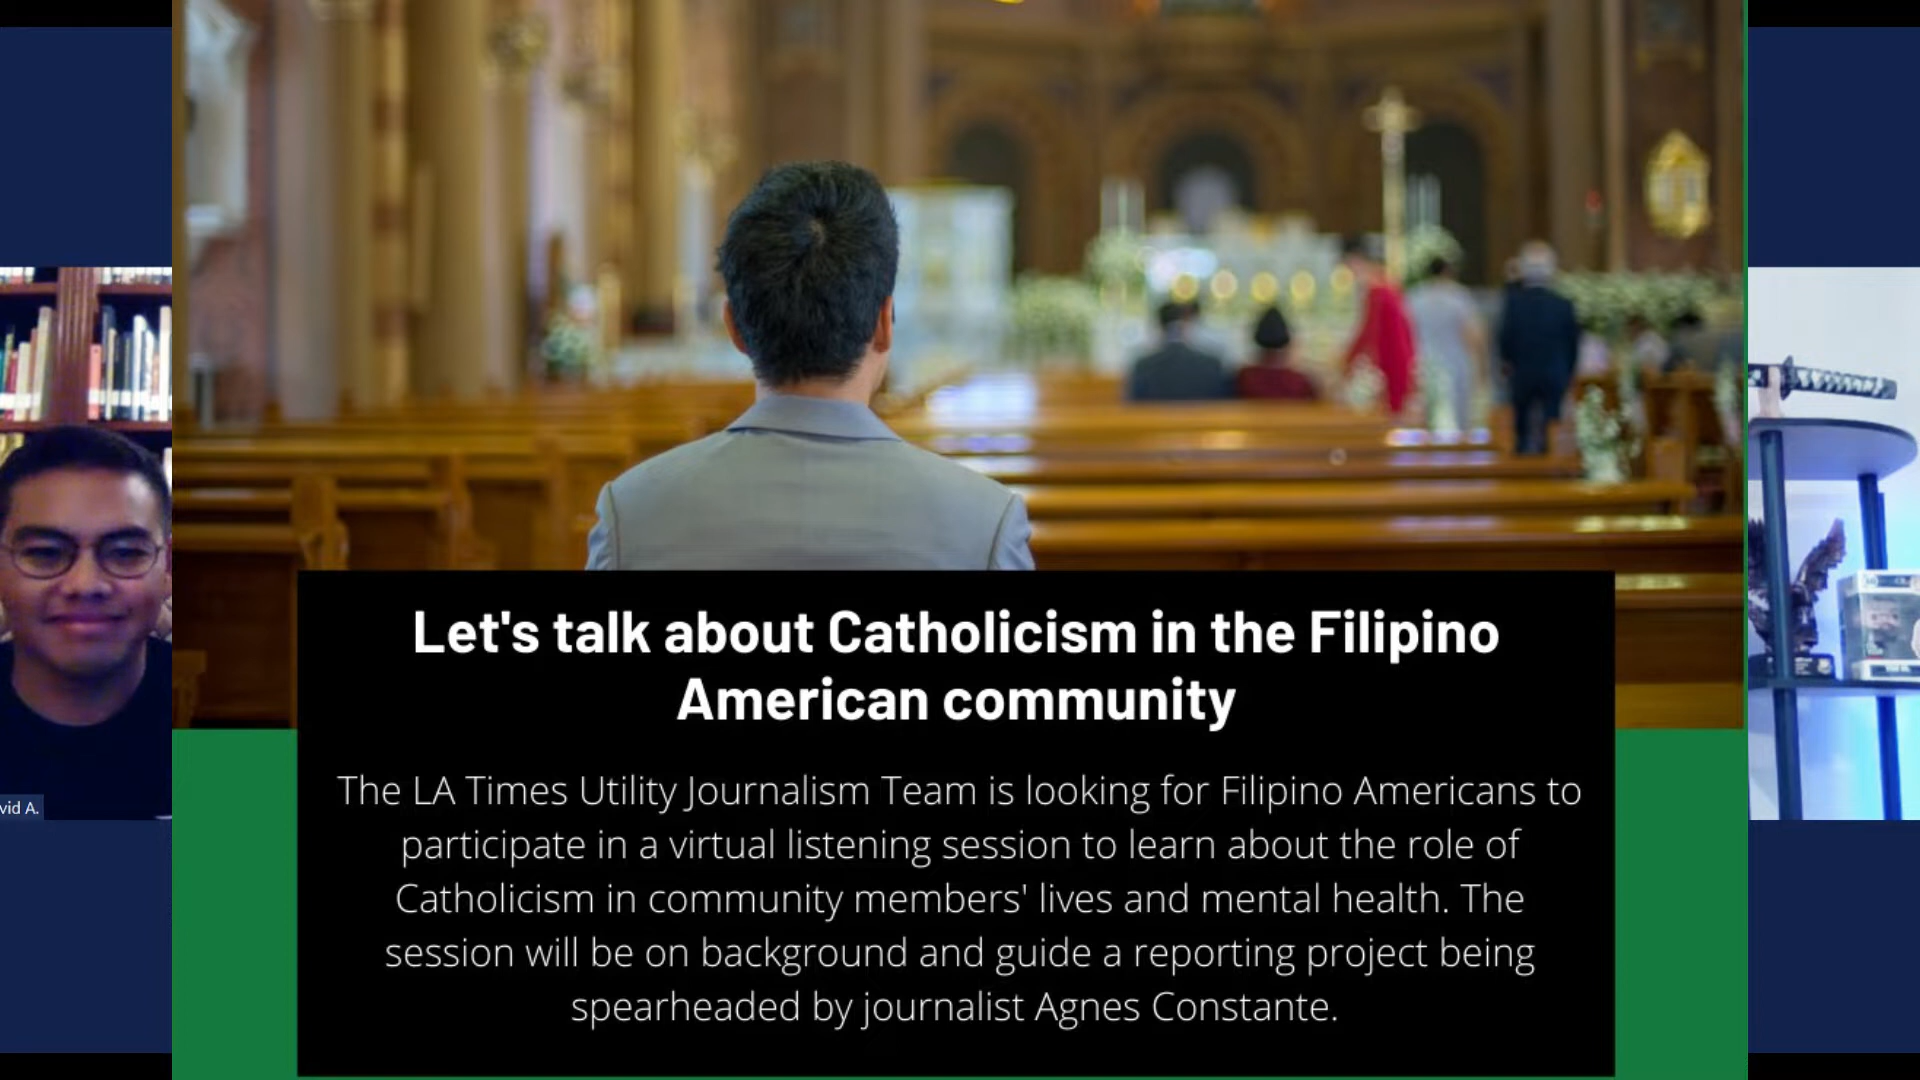 Let's talk about Catholicism in the Filipino
American community
The LA Times Utility Journalism Team is looking for Filipino Americans to
participate in a virtual listening session to learn about the role of
Catholicism in community members' lives and mental health. The
session will be on background and guide a reporting project being
spearheaded by journalist Agnes Constante.
vid A.